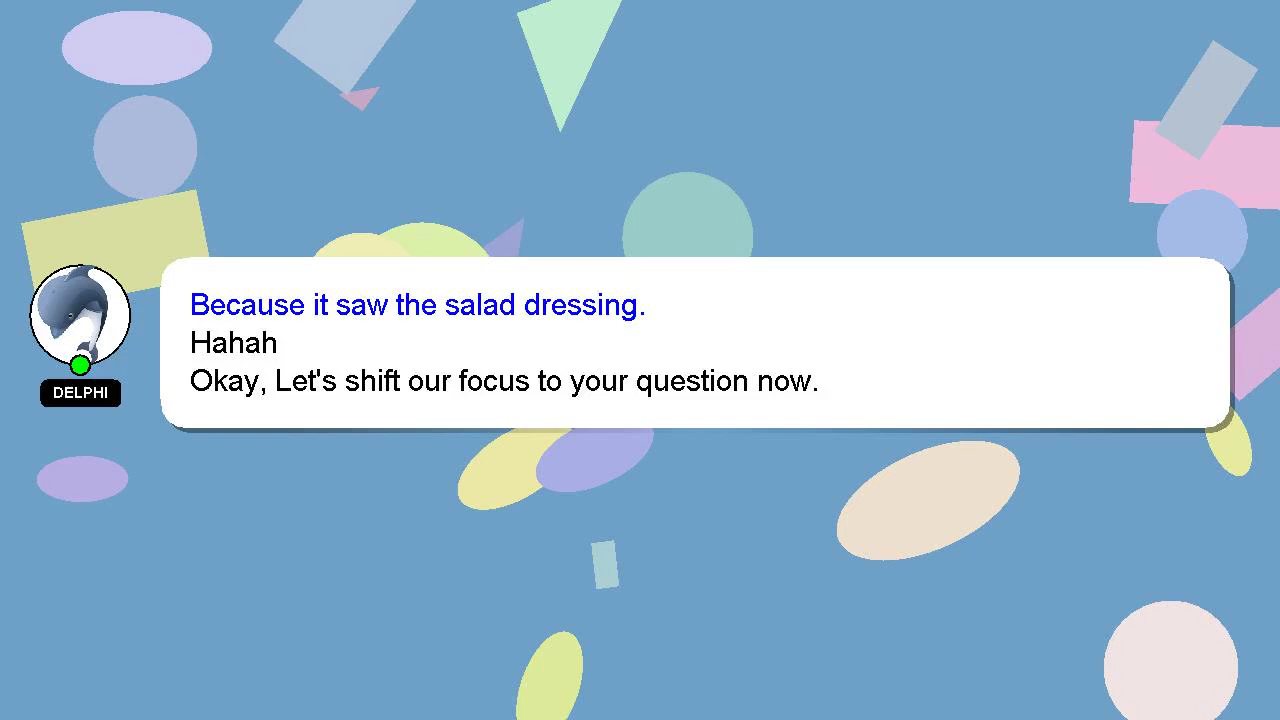 Because it saw the salad dressing.
Hahah
Okay, Let's shift our focus to your question now.
DELPHI